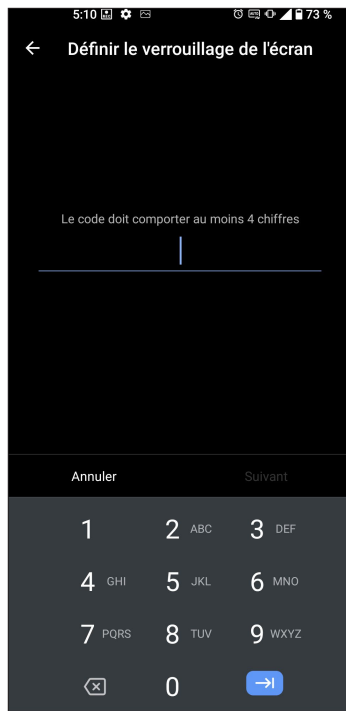 5:10 73 %
Définir le verrouillage de l'écran
Le code doit comporter au moins 4 chiffres
Annuler Suivant
1 2 ABC 3 DEF
4 GHI 5 JKL 6 MNO
7 PQRS 8 TUV 9 WXYZ
0